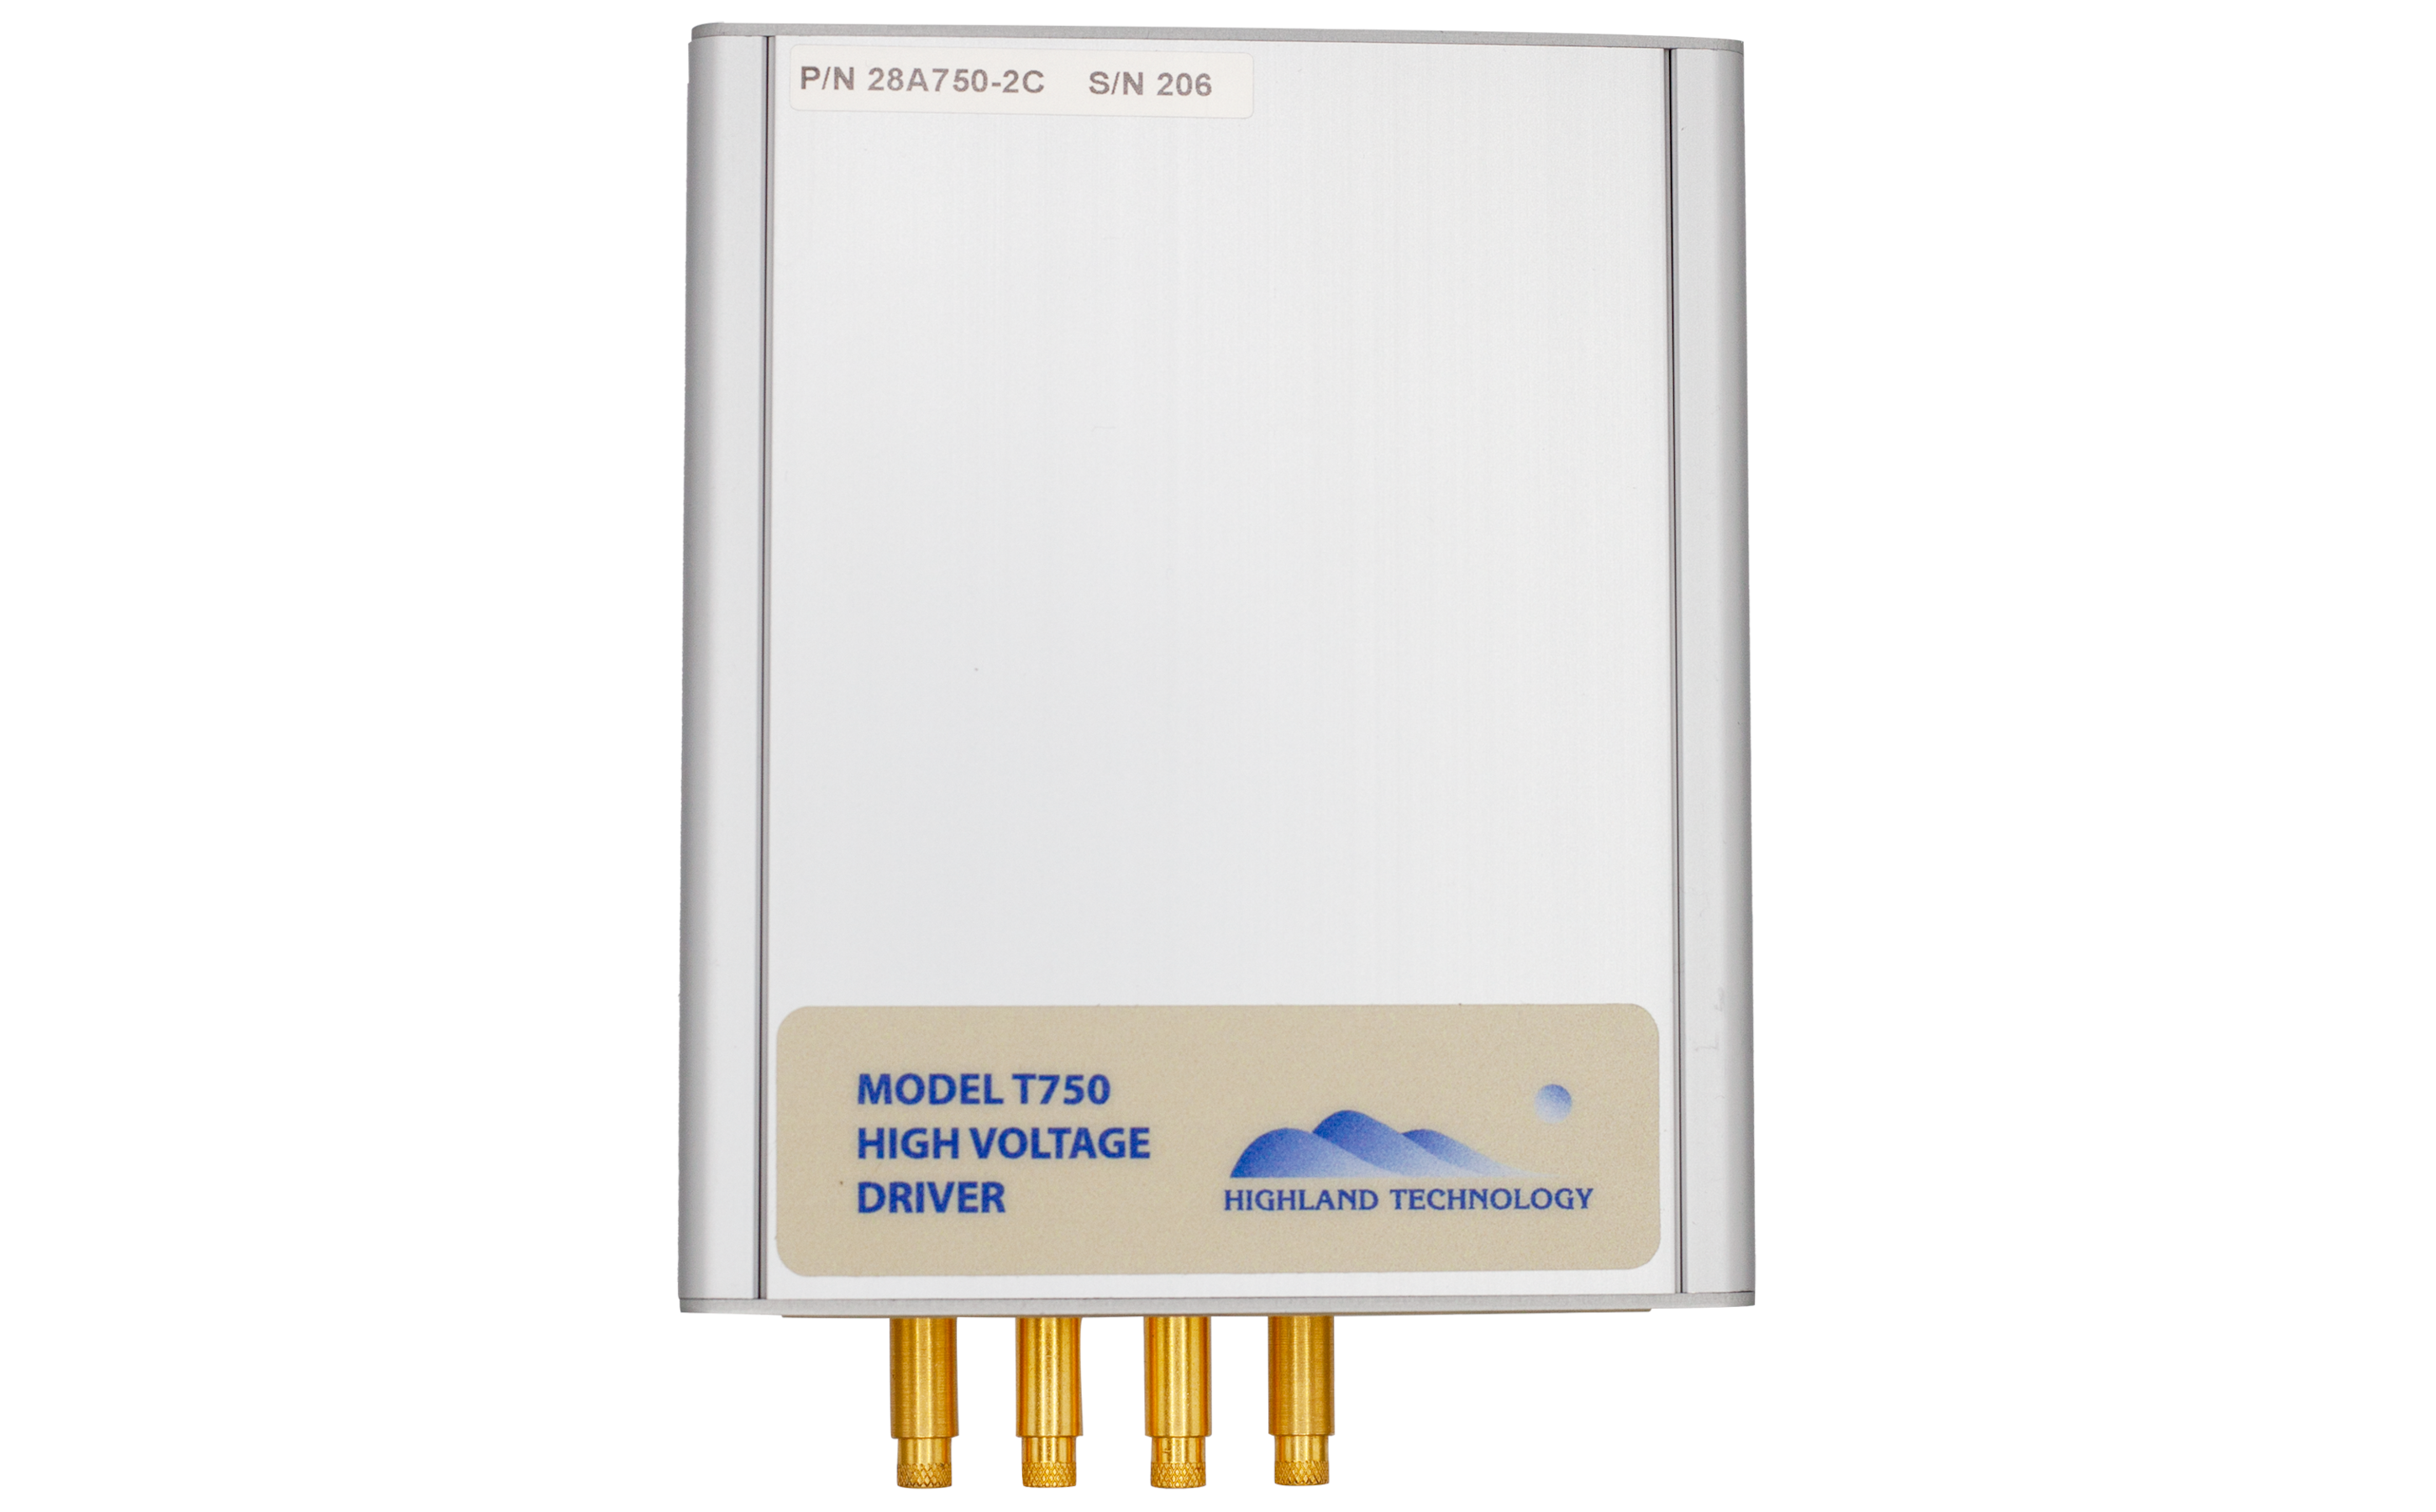 P/N 28A750-2C S/N 206
MODEL T750
HIGH VOLTAGE
DRIVER
HIGHLAND TECHNOLOGY